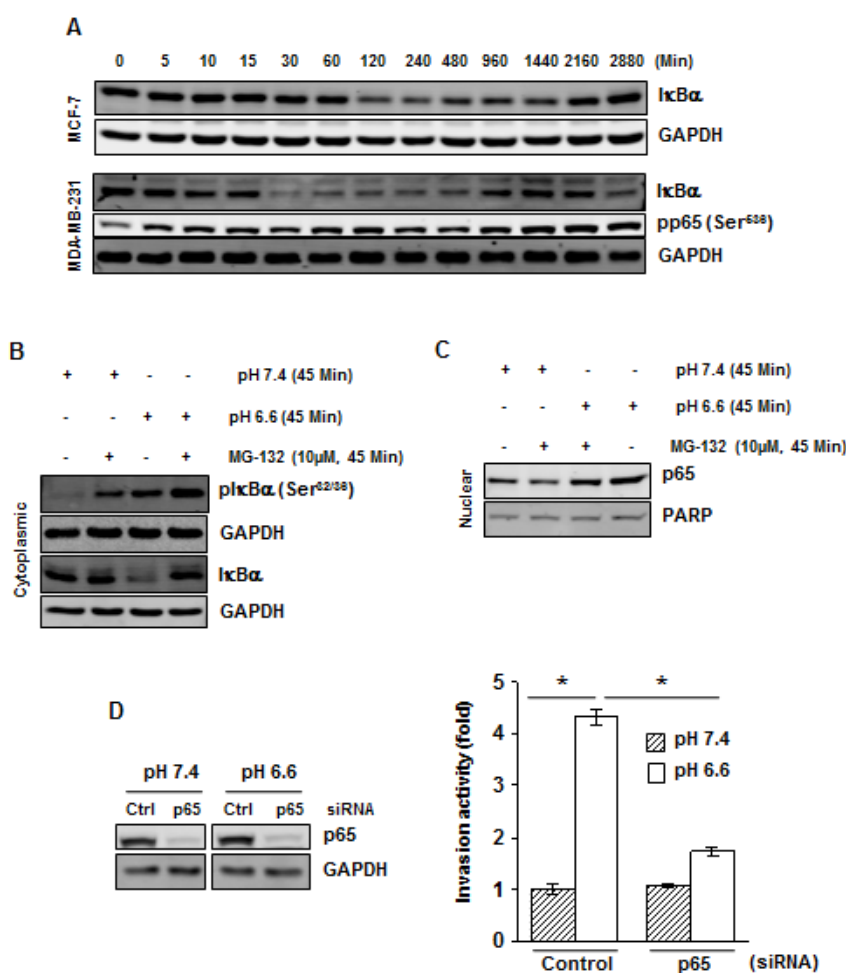 A
0 5 10 15 30 60 120 240 480 960 1440 2160 2880 (Min)
MCF-7
IκBα
GAPDH
MDA-MB-231
IκBα
pp65 (Ser536)
GAPDH
B
+ + - - pH 7.4 (45 Min)
- - + + pH 6.6 (45 Min)
- + - + MG-132 (10µM, 45 Min)
Cytoplasmic
pIκBα (Ser32/36)
GAPDH
IκBα
GAPDH
C
+ + - - pH 7.4 (45 Min)
- - + + pH 6.6 (45 Min)
- + + - MG-132 (10µM, 45 Min)
Nuclear
p65
PARP
D
pH 7.4 pH 6.6
Ctrl p65 Ctrl p65 siRNA
p65
GAPDH
Invasion activity (fold)
5
4
3
2
1
0
* *
pH 7.4
pH 6.6
Control p65 (siRNA)